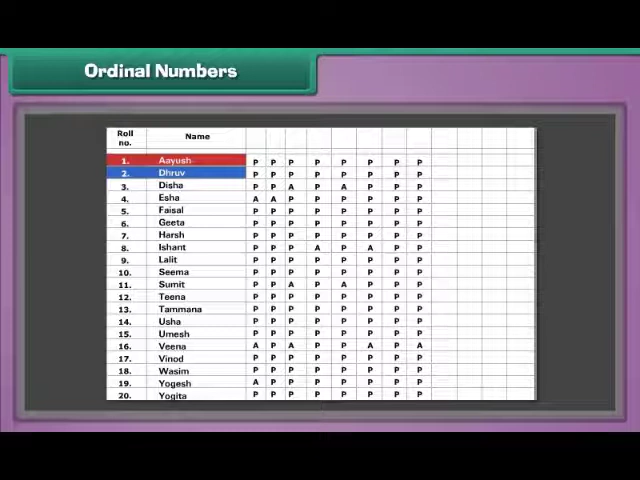 Ordinal Numbers
Roll no. Name
1. Aayush P P P P P P P P
2. Dhruv P P P P P P P P
3. Disha P P A P A P P P
4. Esha A A P P P P P P
5. Faisal P P P P P P P P
6. Geeta P P P P P P P P
7. Harsh P P P P P P P P
8. Ishant P P P A P A P P
9. Lalit P P P P P P P P
10. Seema P P P P P P P P
11. Sumit P P A P A P P P
12. Teena P P P P P P P P
13. Tammana P P P P P P P P
14. Usha P P P P P P P P
15. Umesh P P P P P P P P
16. Veena A P A P P A P A
17. Vinod P P P P P P P P
18. Wasim P P P P P P P P
19. Yogesh A P P P P P P P
20. Yogita P P P P P P P P